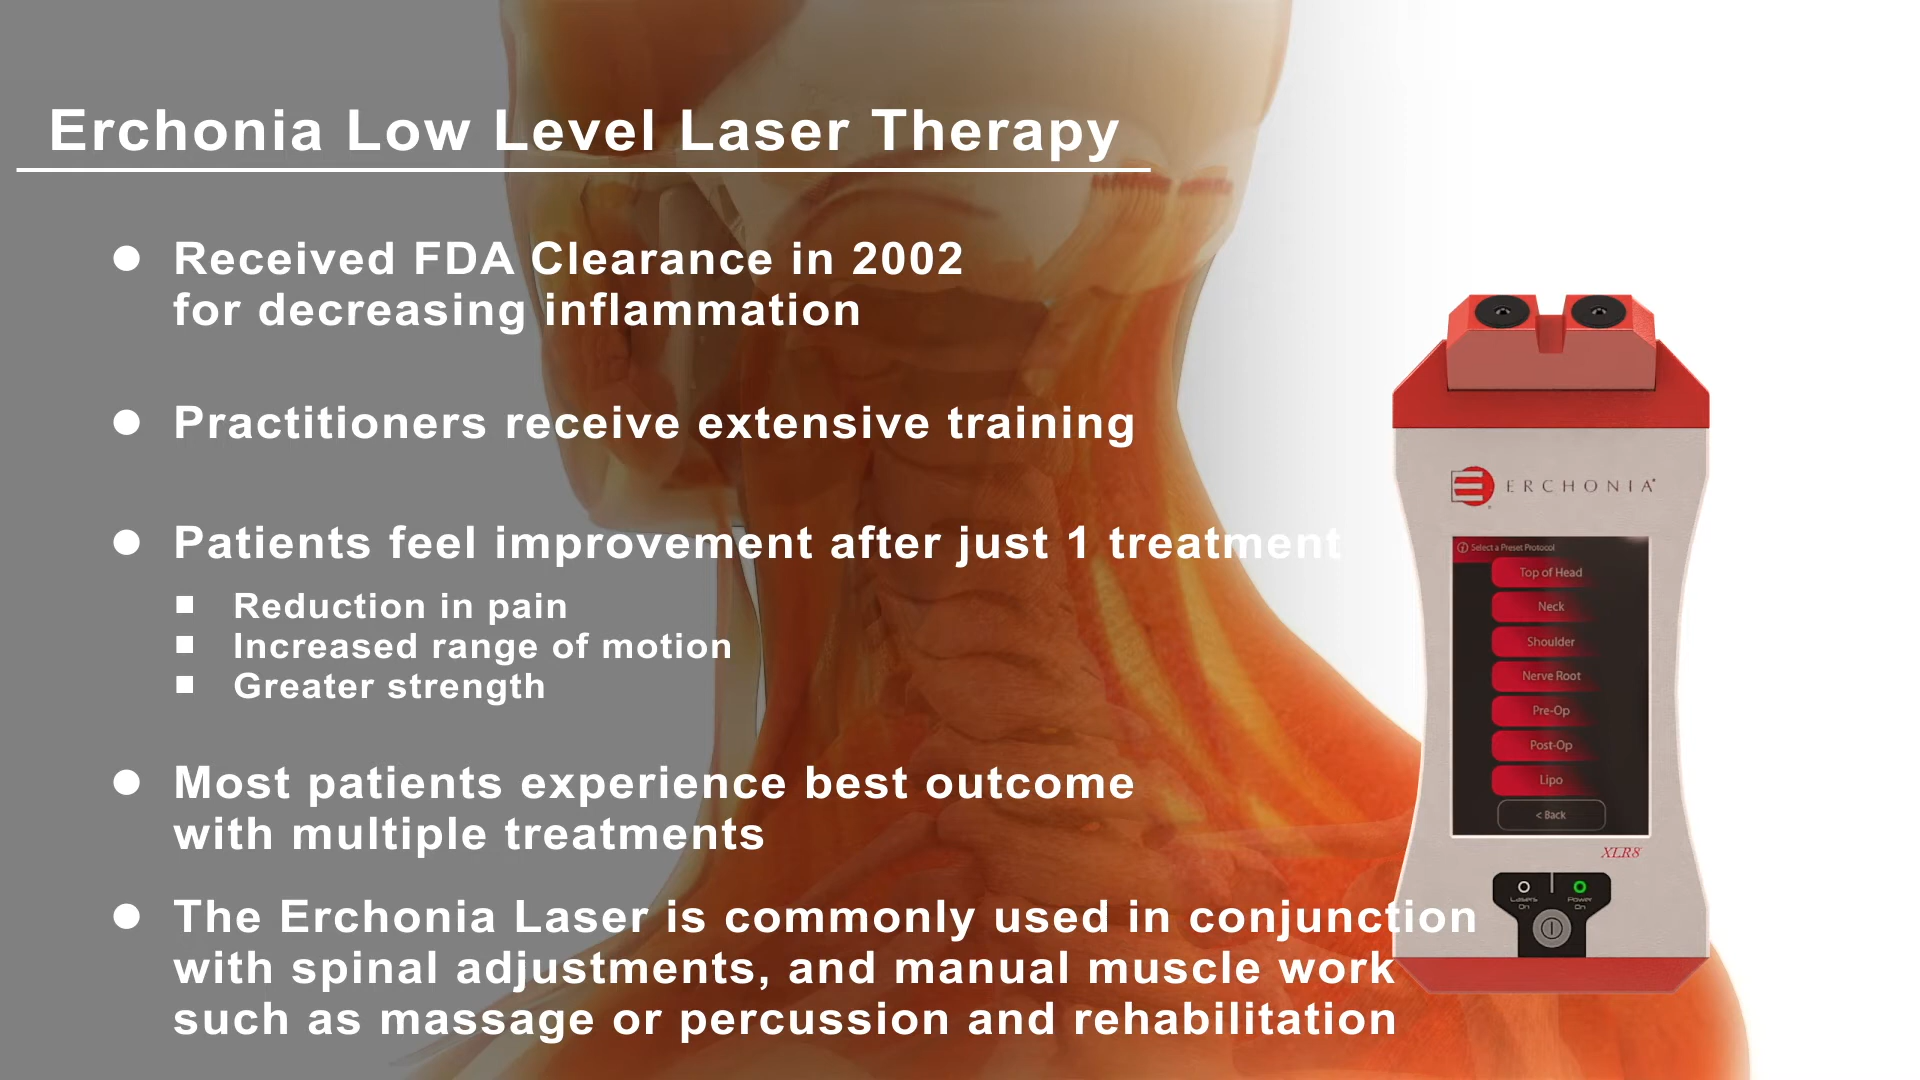 Erchonia Low Level Laser Therapy
● Received FDA Clearance in 2002
for decreasing inflammation
● Practitioners receive extensive training
● Patients feel improvement after just 1 treatment
■ Reduction in pain
■ Increased range of motion
■ Greater strength
● Most patients experience best outcome
with multiple treatments
● The Erchonia Laser is commonly used in conjunction
with spinal adjustments, and manual muscle work
such as massage or percussion and rehabilitation
ERCHONIA
Select a Preset Protocol
Top of Head
Neck
Shoulder
Nerve Root
Pre-Op
Post-Op
Lipo
< Back
XLR8
Lasers On
Power On